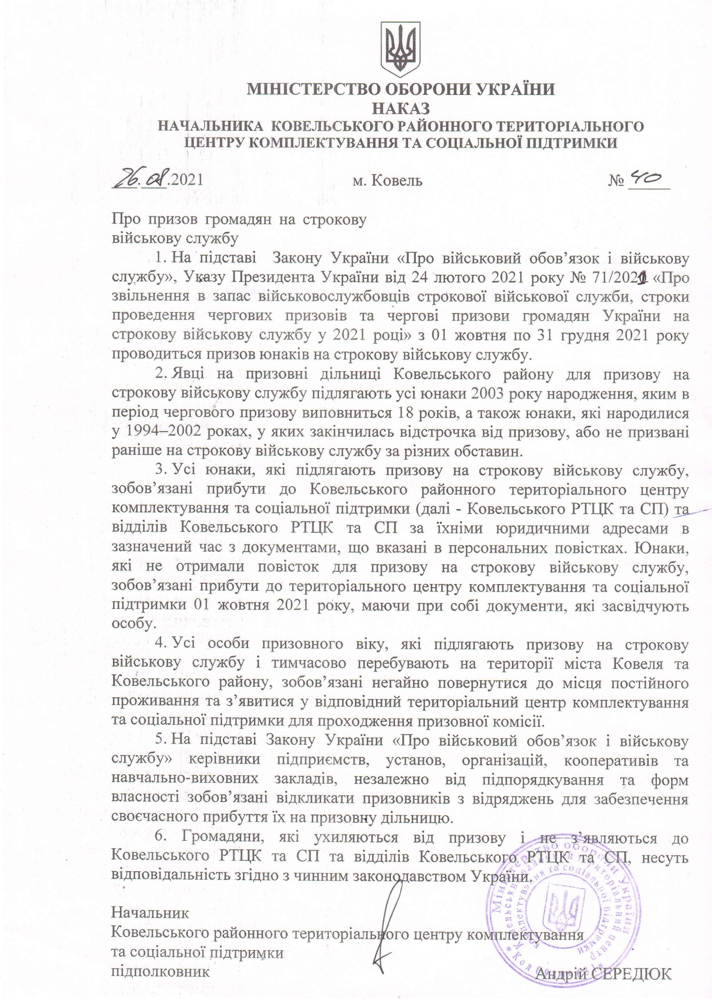 МІНІСТЕРСТВО ОБОРОНИ УКРАЇНИ
НАКАЗ
НАЧАЛЬНИКА КОВЕЛЬСЬКОГО РАЙОННОГО ТЕРИТОРІАЛЬНОГО
ЦЕНТРУ КОМПЛЕКТУВАННЯ ТА СОЦІАЛЬНОЇ ПІДТРИМКИ
26.08.2021 м. Ковель № 40
Про призов громадян на строкову
військову службу
1. На підставі Закону України «Про військовий обов’язок і військову
службу», Указу Президента України від 24 лютого 2021 року № 71/2021 «Про
звільнення в запас військовослужбовців строкової військової служби, строки
проведення чергових призовів та чергові призови громадян України на
строкову військову службу у 2021 році» з 01 жовтня по 31 грудня 2021 року
проводиться призов юнаків на строкову військову службу.
2. Явці на призовні дільниці Ковельського району для призову на
строкову військову службу підлягають усі юнаки 2003 року народження, яким в
період чергового призову виповниться 18 років, а також юнаки, які народилися
у 1994–2002 роках, у яких закінчилась відстрочка від призову, або не призвані
раніше на строкову військову службу за різних обставин.
3. Усі юнаки, які підлягають призову на строкову військову службу,
зобов’язані прибути до Ковельського районного територіального центру
комплектування та соціальної підтримки (далі - Ковельського РТЦК та СП) та
відділів Ковельського РТЦК та СП за їхніми юридичними адресами в
зазначений час з документами, що вказані в персональних повістках. Юнаки,
які не отримали повісток для призову на строкову військову службу,
зобов’язані прибути до територіального центру комплектування та соціальної
підтримки 01 жовтня 2021 року, маючи при собі документи, які засвідчують
особу.
4. Усі особи призовного віку, які підлягають призову на строкову
військову службу і тимчасово перебувають на території міста Ковеля та
Ковельського району, зобов’язані негайно повернутися до місця постійного
проживання та з’явитися у відповідний територіальний центр комплектування
та соціальної підтримки для проходження призовної комісії.
5. На підставі Закону України «Про військовий обов’язок і військову
службу» керівники підприємств, установ, організацій, кооперативів та
навчально-виховних закладів, незалежно від підпорядкування та форм
власності зобов’язані відкликати призовників з відряджень для забезпечення
своєчасного прибуття їх на призовну дільницю.
6. Громадяни, які ухиляються від призову і не з’являються до
Ковельського РТЦК та СП та відділів Ковельського РТЦК та СП, несуть
відповідальність згідно з чинним законодавством України.
Начальник
Ковельського районного територіального центру комплектування
та соціальної підтримки
підполковник Андрій СЕРЕДЮК
Міністерство оборони України
Ковельський районний територіальний центр
комплектування та соціальної підтримки
* Код